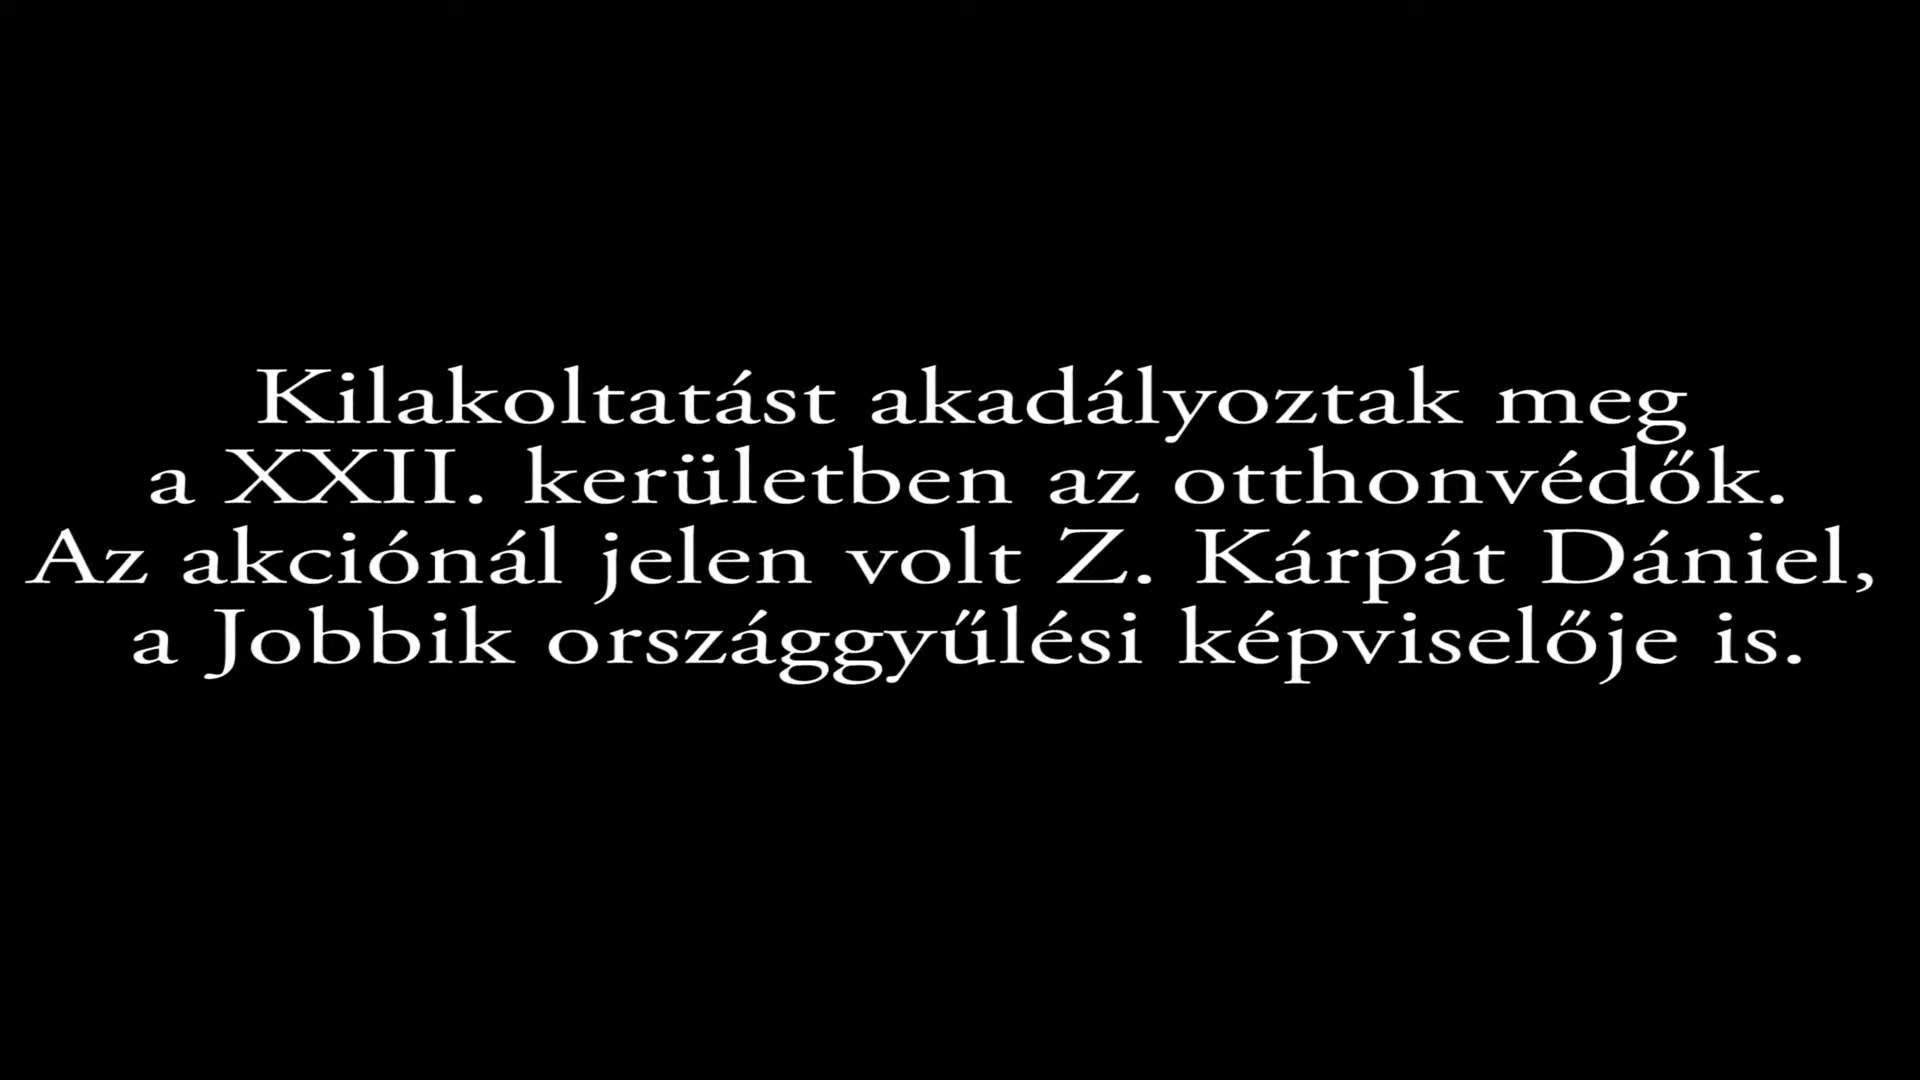 Kilakoltatást akadályoztak meg
a XXII. kerületben az otthonvédők.
Az akciónál jelen volt Z. Kárpát Dániel,
a Jobbik országgyűlési képviselője is.